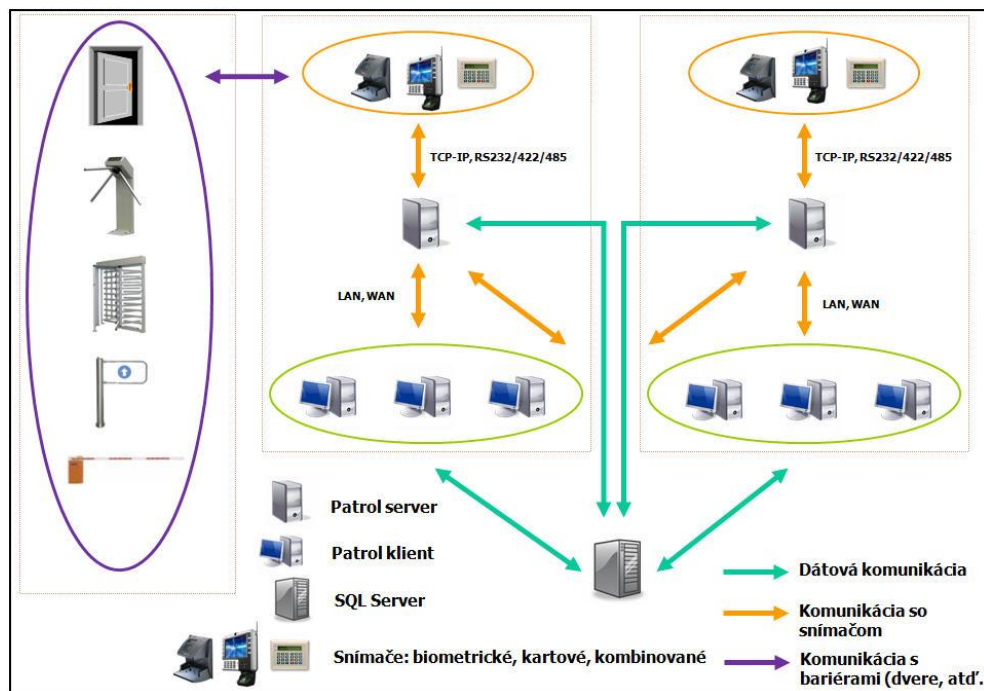 TCP-IP, RS232/422/485
TCP-IP, RS232/422/485
LAN, WAN
LAN, WAN
Patrol server
Patrol klient
SQL Server
Snímače: biometrické, kartové, kombinované
Dátová komunikácia
Komunikácia so
snímačom
Komunikácia s
bariérami (dvere, atď.